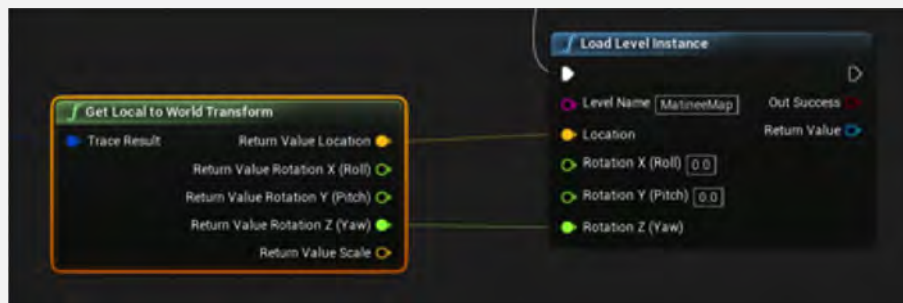 Get Local to World Transform
Trace Result
Return Value Location
Return Value Rotation X (Roll)
Return Value Rotation Y (Pitch)
Return Value Rotation Z (Yaw)
Return Value Scale
Load Level Instance
Level Name MatineeMap
Out Success
Location
Return Value
Rotation X (Roll) 0.0
Rotation Y (Pitch) 0.0
Rotation Z (Yaw)